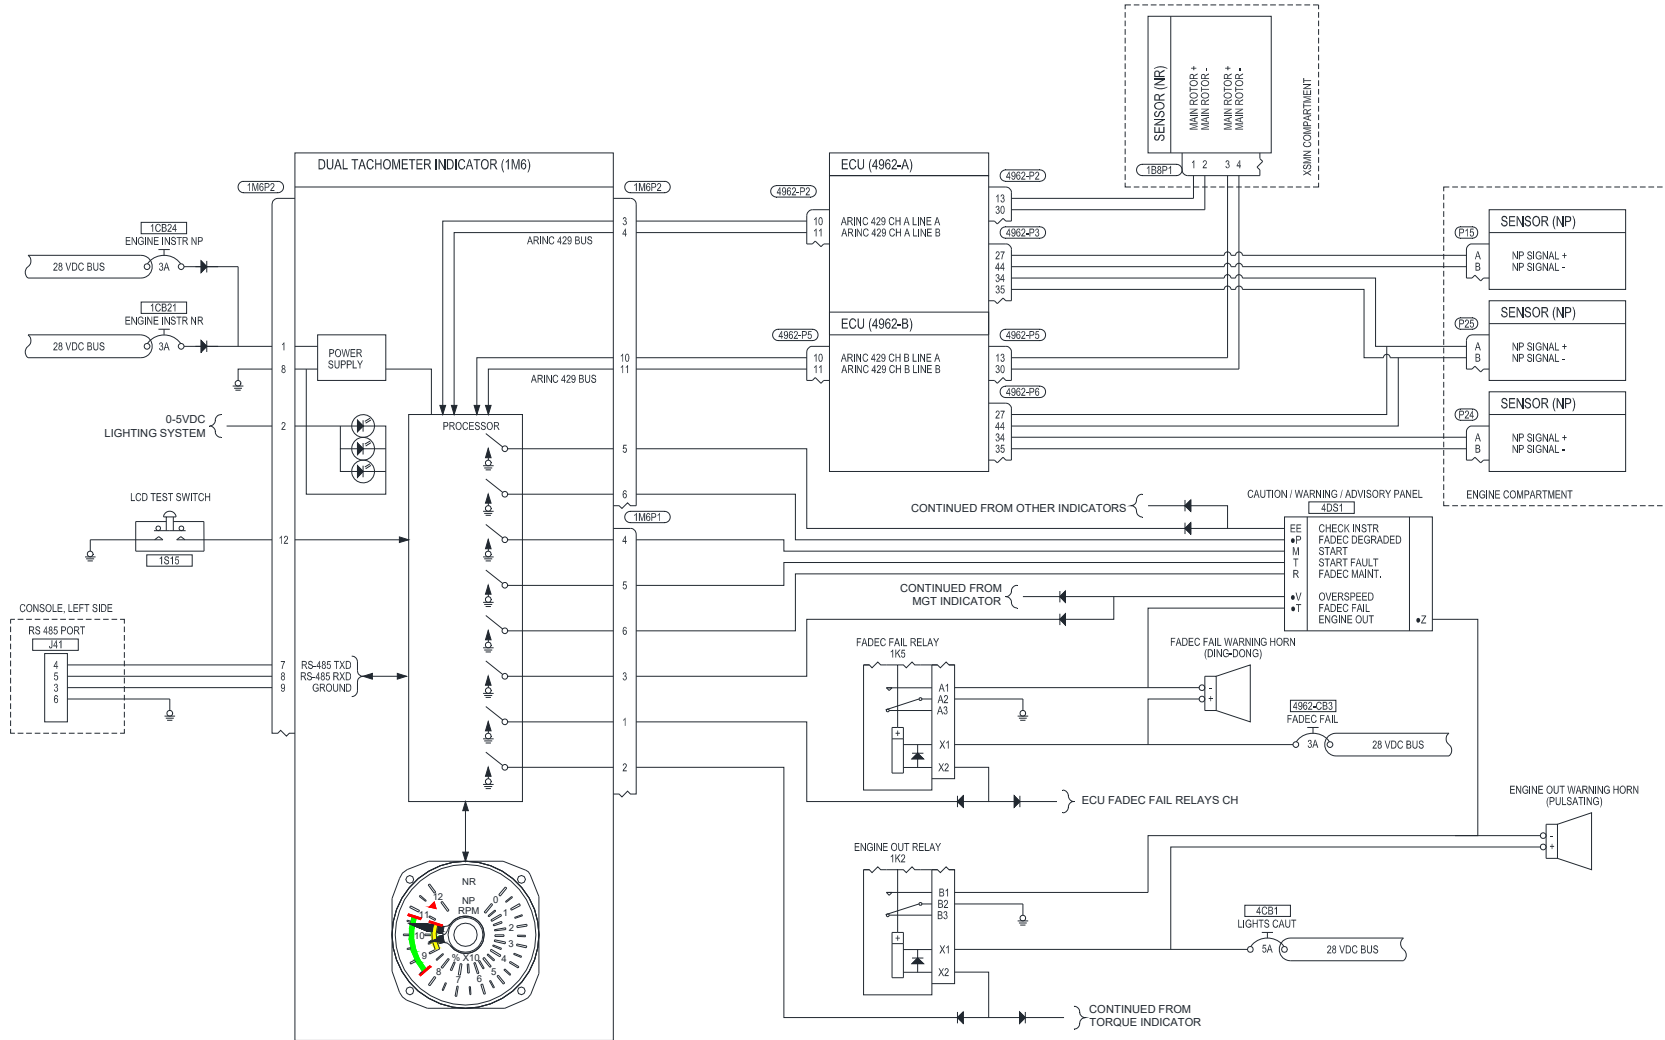 SENSOR (NR)
MAIN ROTOR +
MAIN ROTOR -
MAIN ROTOR +
MAIN ROTOR -
XSMN COMPARTMENT
1B8P1
1 2 3 4
DUAL TACHOMETER INDICATOR (1M6)
1M6P2
1M6P2
1CB24
ENGINE INSTR NP
28 VDC BUS
3A
1CB21
ENGINE INSTR NR
28 VDC BUS
3A
1
8
POWER
SUPPLY
0-5VDC
LIGHTING SYSTEM
2
LCD TEST SWITCH
1S15
12
CONSOLE, LEFT SIDE
RS 485 PORT
J41
4
5
3
6
7
8
9
RS-485 TXD
RS-485 RXD
GROUND
PROCESSOR
ARINC 429 BUS
3
4
ARINC 429 BUS
10
11
5
6
1M6P1
4
5
6
3
1
2
NR
NP
RPM
% X10
0
1
2
3
4
5
6
7
8
9
10
11
12
ECU (4962-A)
4962-P2
10 ARINC 429 CH A LINE A
11 ARINC 429 CH A LINE B
4962-P2
13
30
4962-P3
27
44
34
35
ECU (4962-B)
4962-P5
10 ARINC 429 CH B LINE A
11 ARINC 429 CH B LINE B
4962-P5
13
30
4962-P6
27
44
34
35
SENSOR (NP)
P15
A NP SIGNAL +
B NP SIGNAL -
SENSOR (NP)
P25
A NP SIGNAL +
B NP SIGNAL -
SENSOR (NP)
P24
A NP SIGNAL +
B NP SIGNAL -
ENGINE COMPARTMENT
CONTINUED FROM OTHER INDICATORS
CAUTION / WARNING / ADVISORY PANEL
4DS1
EE CHECK INSTR
•P FADEC DEGRADED
M START
T START FAULT
R FADEC MAINT.
•V OVERSPEED
•T FADEC FAIL
ENGINE OUT •Z
CONTINUED FROM
MGT INDICATOR
FADEC FAIL RELAY
1K5
A1
A2
A3
+
X1
X2
FADEC FAIL WARNING HORN
(DING-DONG)
-
+
4962-CB3
FADEC FAIL
3A
28 VDC BUS
ECU FADEC FAIL RELAYS CH
ENGINE OUT WARNING HORN
(PULSATING)
-
+
ENGINE OUT RELAY
1K2
B1
B2
B3
+
X1
X2
4CB1
LIGHTS CAUT
5A
28 VDC BUS
CONTINUED FROM
TORQUE INDICATOR